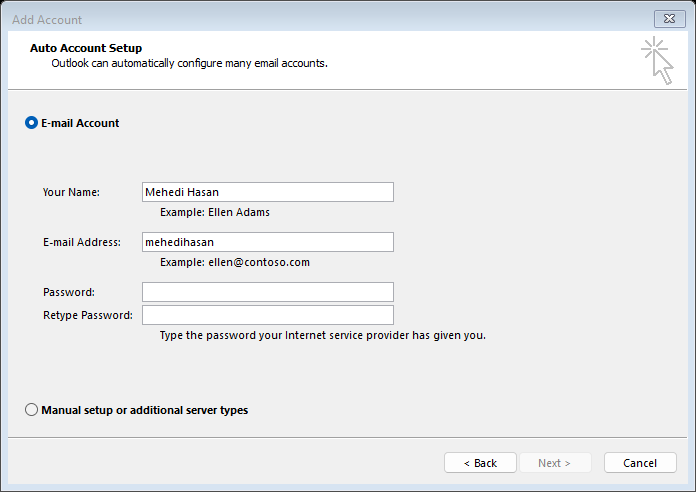 Add Account
Auto Account Setup
Outlook can automatically configure many email accounts.
E-mail Account
Your Name: Mehedi Hasan
Example: Ellen Adams
E-mail Address: mehedihasan
Example: ellen@contoso.com
Password:
Retype Password:
Type the password your Internet service provider has given you.
Manual setup or additional server types
< Back Next > Cancel